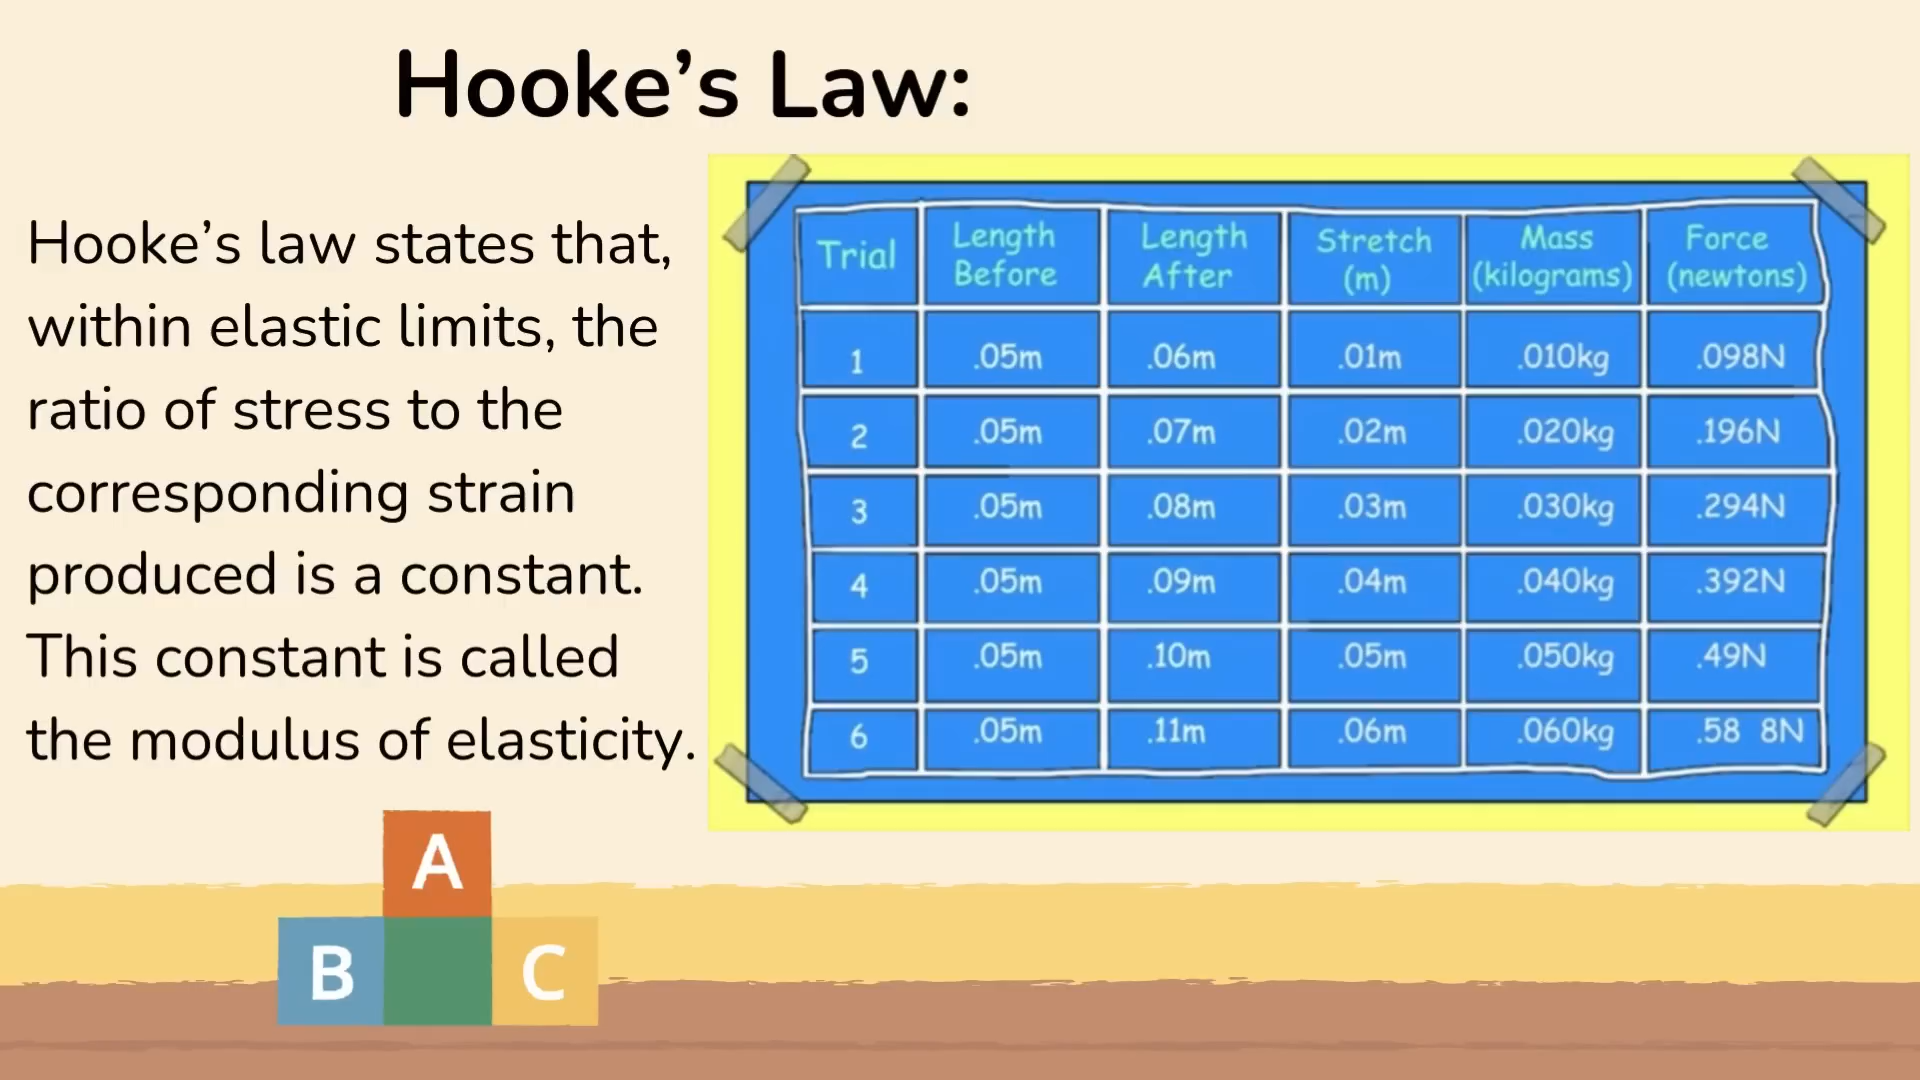 Hooke’s Law:
Hooke’s law states that,
within elastic limits, the
ratio of stress to the
corresponding strain
produced is a constant.
This constant is called
the modulus of elasticity.
Trial Length Before Length After Stretch (m) Mass (kilograms) Force (newtons)
1 .05m .06m .01m .010kg .098N
2 .05m .07m .02m .020kg .196N
3 .05m .08m .03m .030kg .294N
4 .05m .09m .04m .040kg .392N
5 .05m .10m .05m .050kg .49N
6 .05m .11m .06m .060kg .58 8N
A
B C